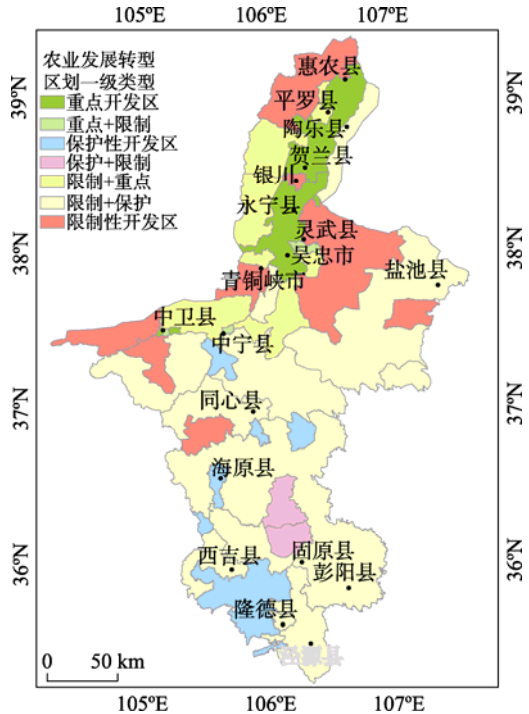 105ºE 106ºE 107ºE
农业发展转型
区划一级类型
重点开发区
重点+限制
保护性开发区
保护+限制
限制+重点
限制+保护
限制性开发区
惠农县
平罗县
陶乐县
贺兰县
银川
永宁县
灵武县
吴忠市
盐池县
青铜峡市
中卫县
中宁县
同心县
海原县
西吉县
固原县
彭阳县
隆德县
泾源县
39ºN
38ºN
37ºN
36ºN
39ºN
38ºN
37ºN
36ºN
0 50 km
105ºE 106ºE 107ºE